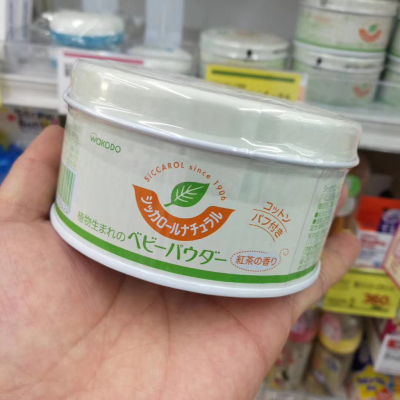 wakodo
SICCAROL since 1906
シッカロールナチュラル
コットン
パフ付き
植物生まれの ベビーパウダー
紅茶の香り
360